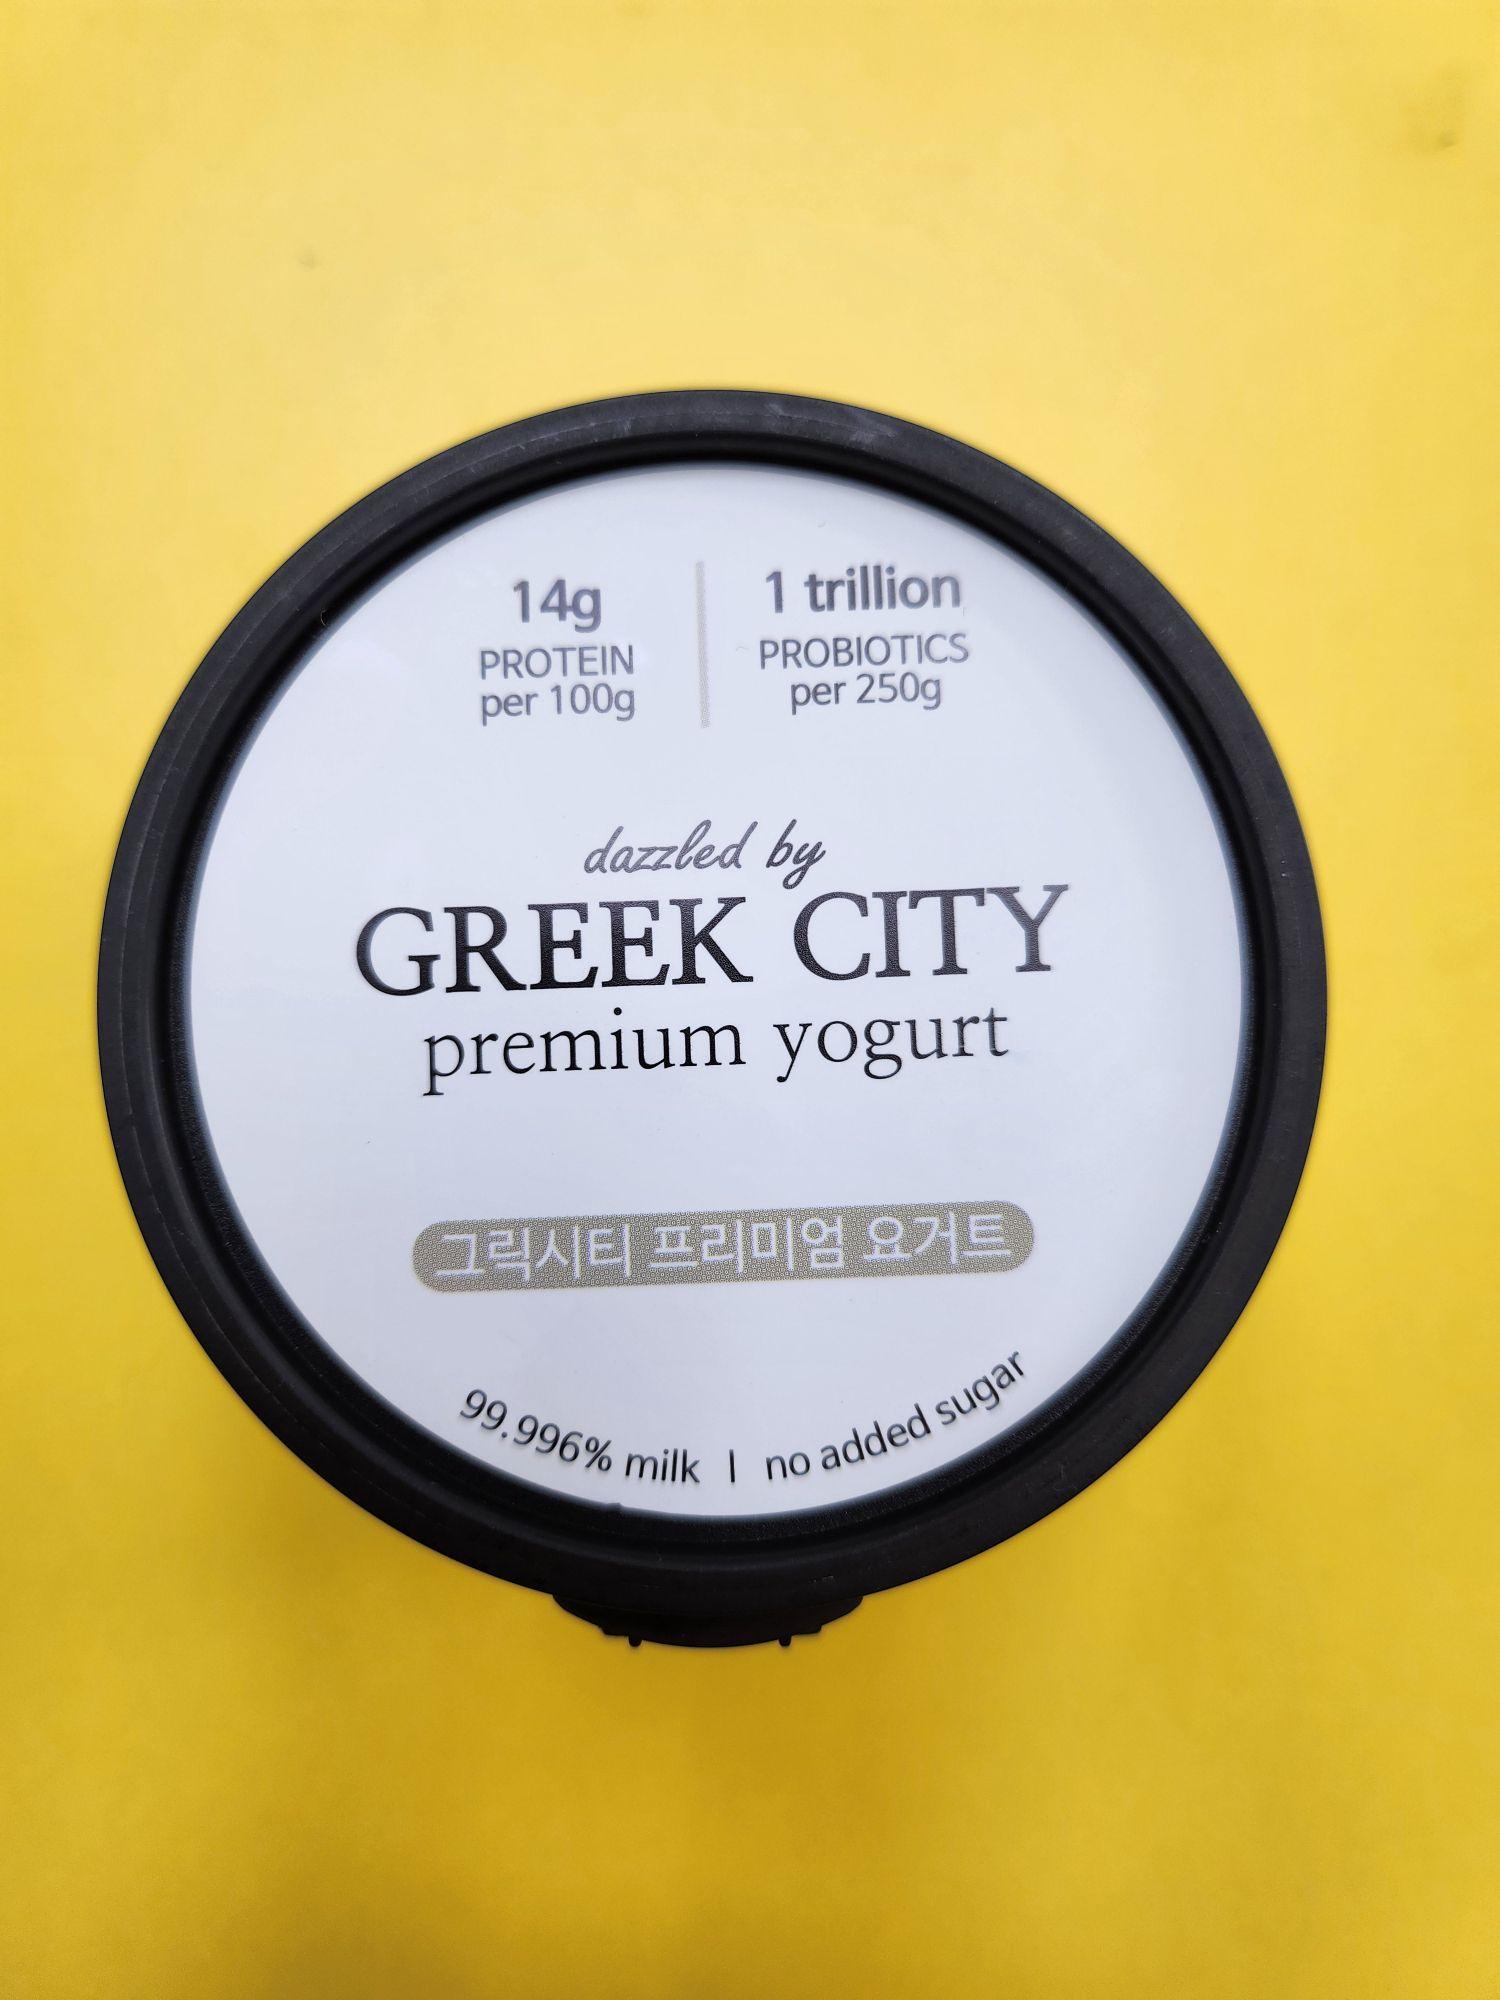 14g
PROTEIN
per 100g
1 trillion
PROBIOTICS
per 250g
dazzled by
GREEK CITY
premium yogurt
그릭시티 프리미엄 요거트
99.996% milk | no added sugar